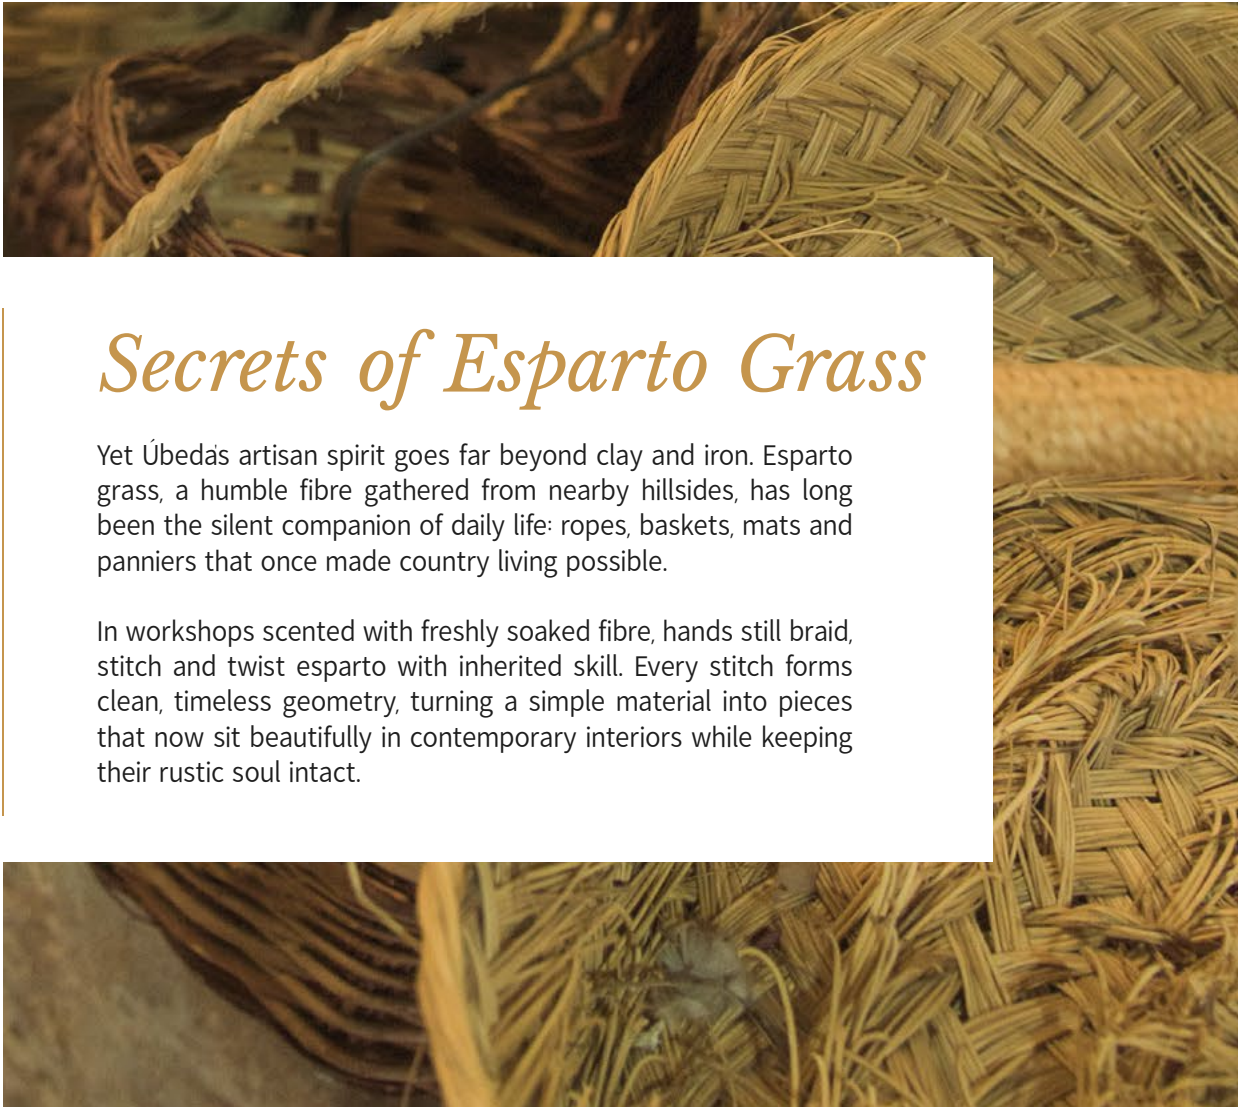 Secrets of Esparto Grass
Yet Úbeda's artisan spirit goes far beyond clay and iron. Esparto
grass, a humble fibre gathered from nearby hillsides, has long
been the silent companion of daily life: ropes, baskets, mats and
panniers that once made country living possible.
In workshops scented with freshly soaked fibre, hands still braid,
stitch and twist esparto with inherited skill. Every stitch forms
clean, timeless geometry, turning a simple material into pieces
that now sit beautifully in contemporary interiors while keeping
their rustic soul intact.